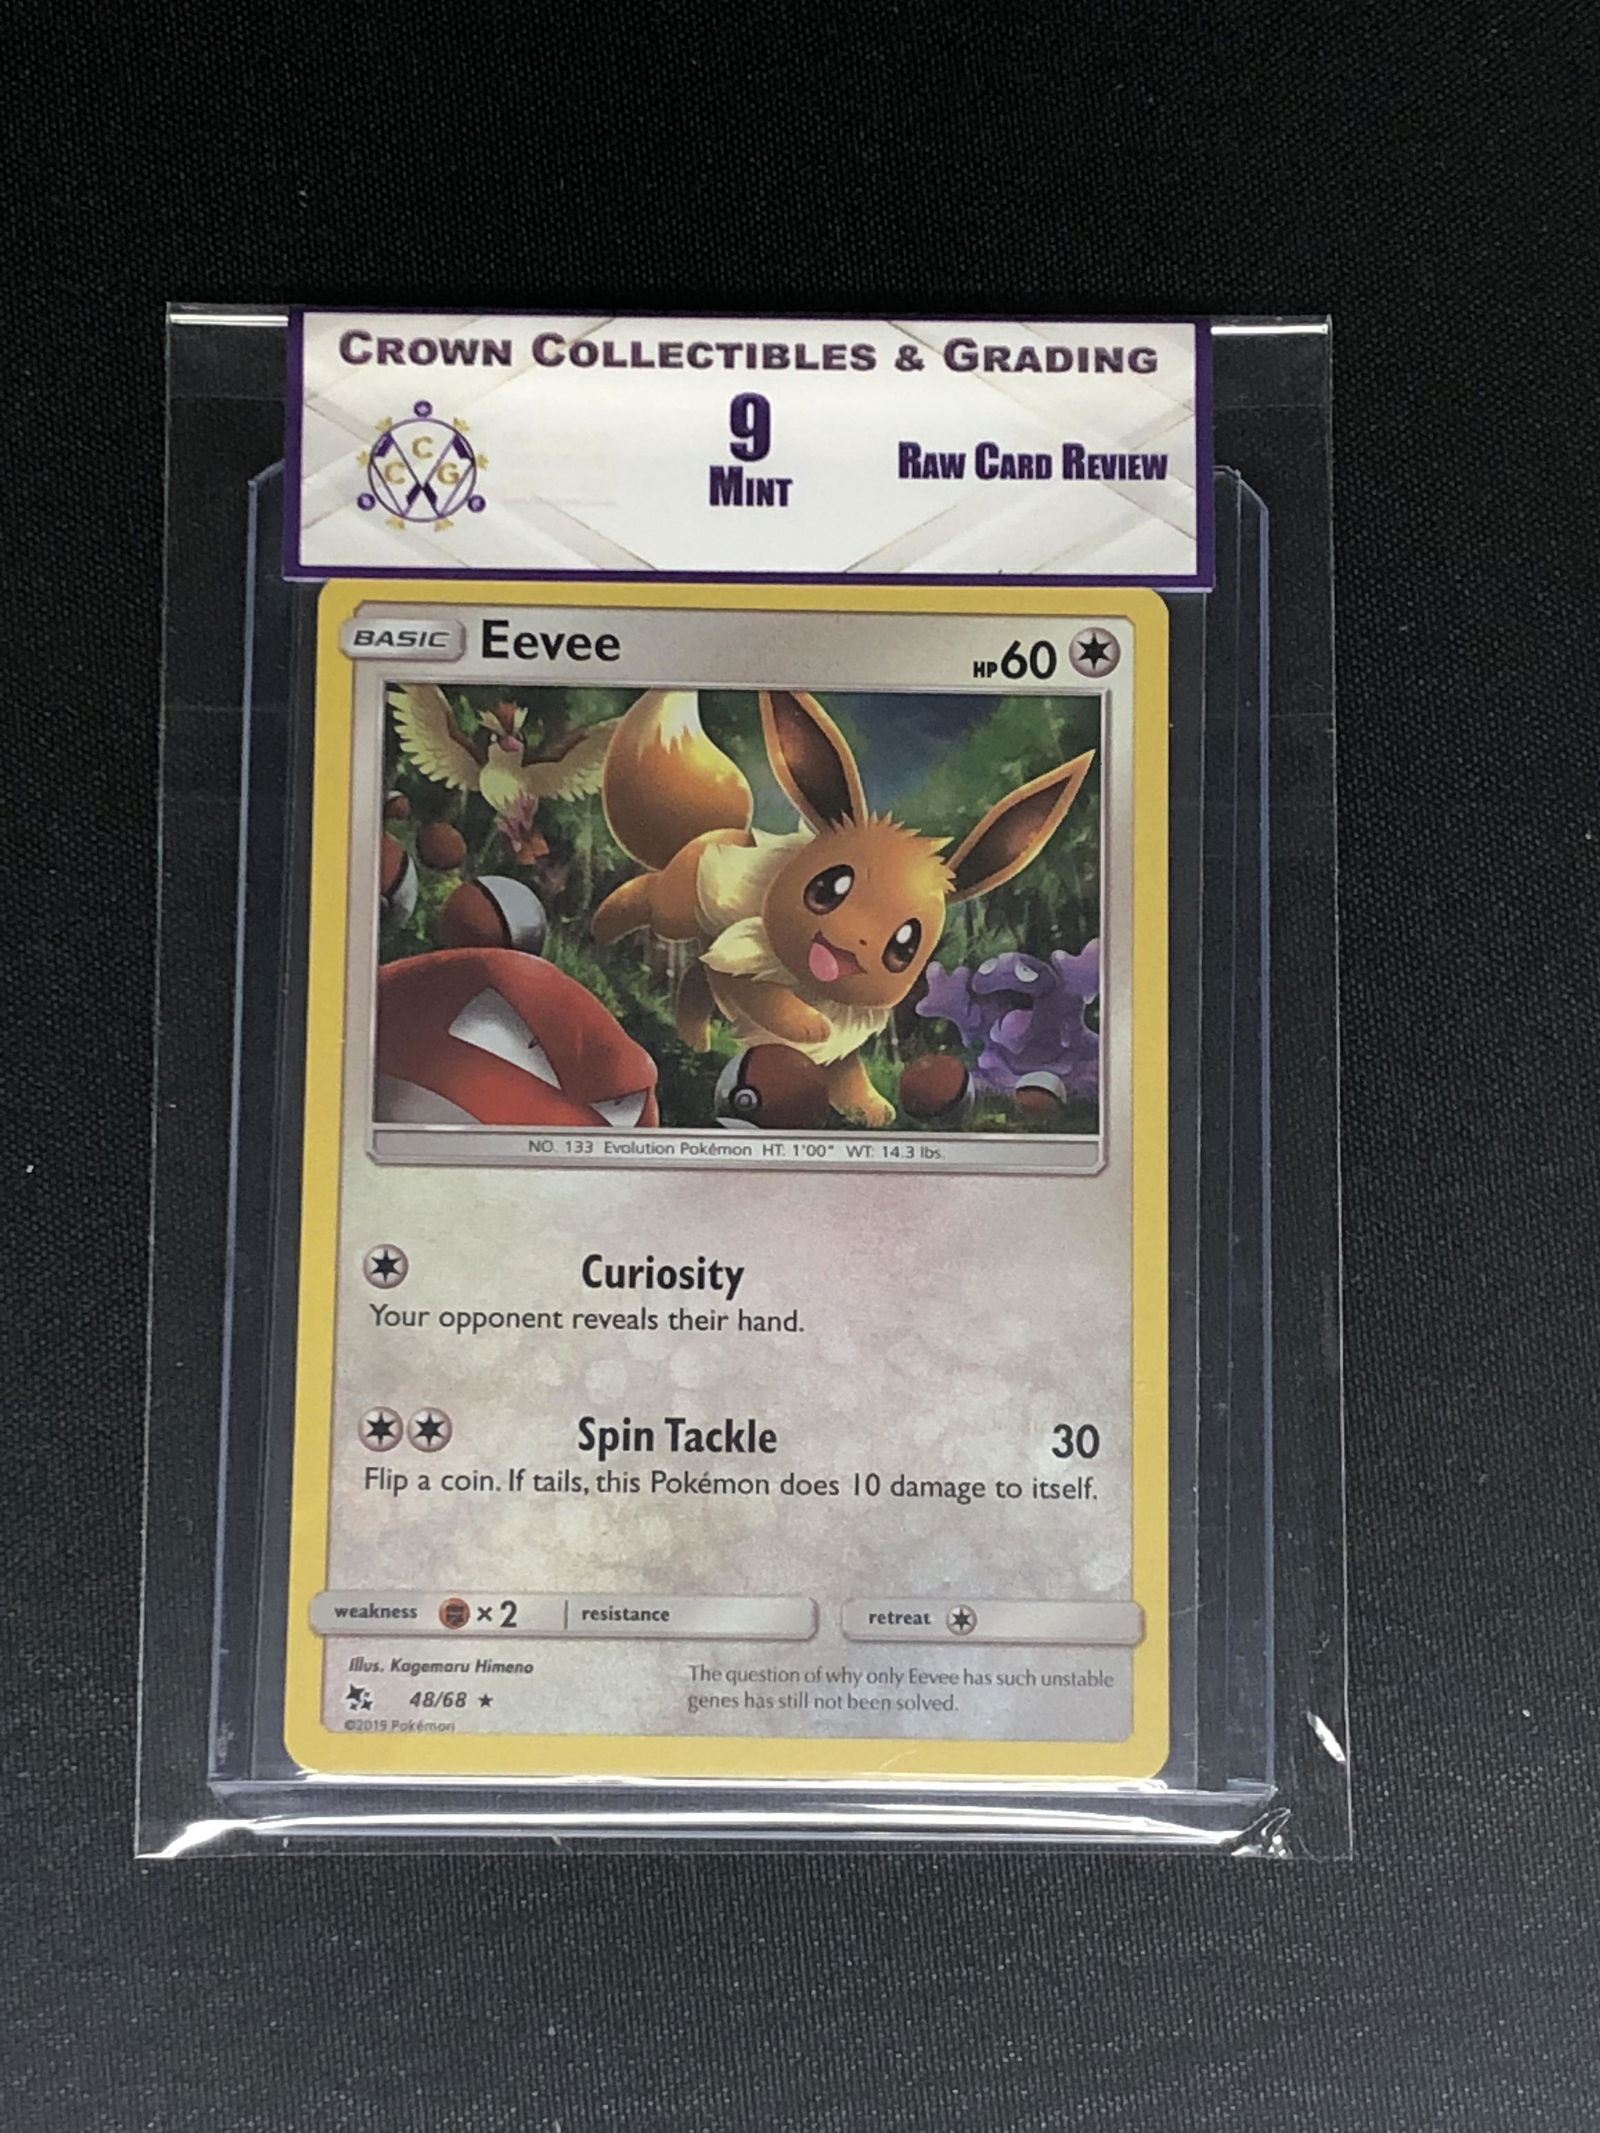 CROWN COLLECTIBLES & GRADING
C
C G
9
MINT
RAW CARD REVIEW
BASIC Eevee HP 60
NO. 133 Evolution Pokémon HT: 1'00" WT: 14.3 lbs.
Curiosity
Your opponent reveals their hand.
Spin Tackle 30
Flip a coin. If tails, this Pokémon does 10 damage to itself.
weakness ×2 resistance retreat
Illus. Kagemaru Himeno
48/68 ★
©2019 Pokémon
The question of why only Eevee has such unstable
genes has still not been solved.